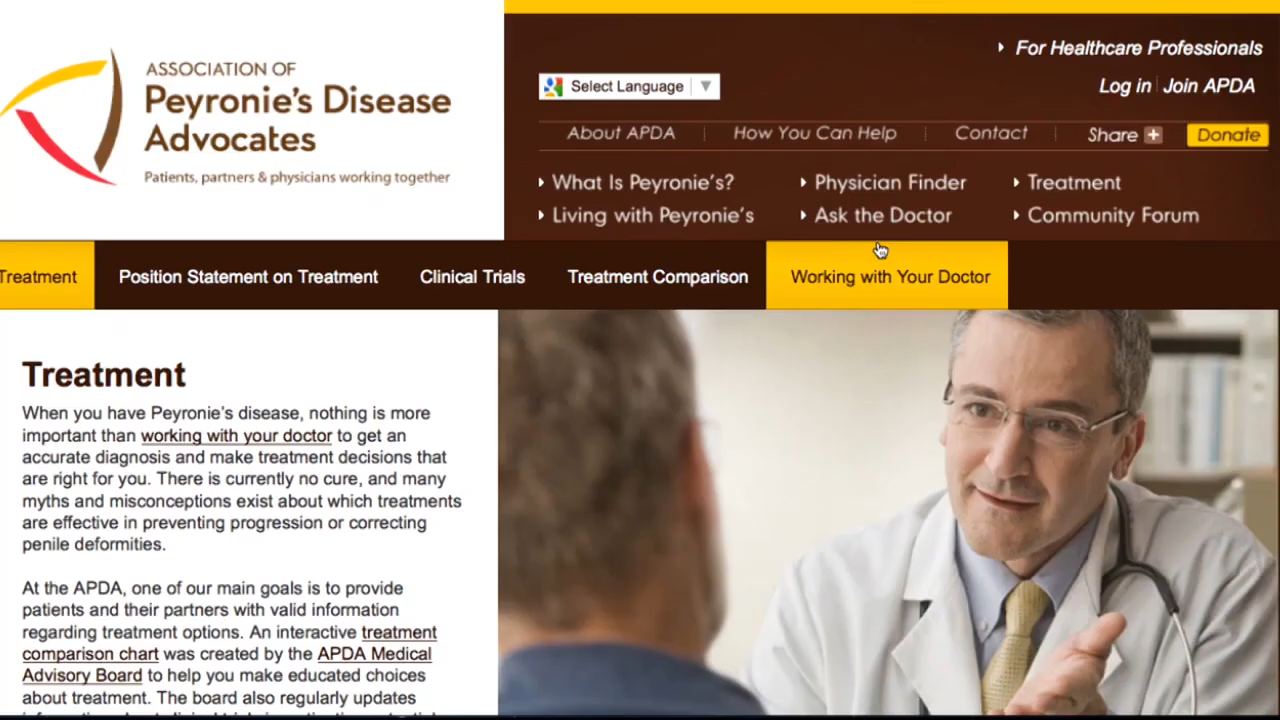 ASSOCIATION OF
Peyronie's Disease
Advocates
Patients, partners & physicians working together
For Healthcare Professionals
Select Language
Log in Join APDA
About APDA How You Can Help Contact Share + Donate
What Is Peyronie's? Physician Finder Treatment
Living with Peyronie's Ask the Doctor Community Forum
Treatment Position Statement on Treatment Clinical Trials Treatment Comparison Working with Your Doctor
Treatment
When you have Peyronie's disease, nothing is more
important than working with your doctor to get an
accurate diagnosis and make treatment decisions that
are right for you. There is currently no cure, and many
myths and misconceptions exist about which treatments
are effective in preventing progression or correcting
penile deformities.
At the APDA, one of our main goals is to provide
patients and their partners with valid information
regarding treatment options. An interactive treatment
comparison chart was created by the APDA Medical
Advisory Board to help you make educated choices
about treatment. The board also regularly updates